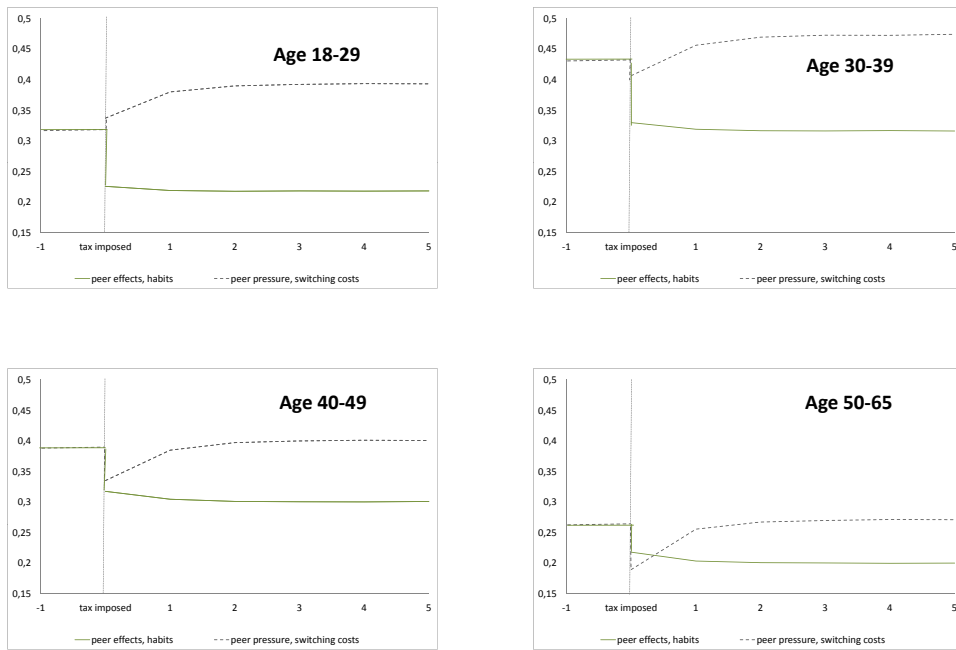 0,5
Age 18-29
0,45
0,4
0,35
0,3
0,25
0,2
0,15
-1 tax imposed 1 2 3 4 5
peer effects, habits peer pressure, switching costs
0,5
0,45
Age 30-39
0,4
0,35
0,3
0,25
0,2
0,15
-1 tax imposed 1 2 3 4 5
peer effects, habits peer pressure, switching costs
0,5
Age 40-49
0,45
0,4
0,35
0,3
0,25
0,2
0,15
-1 tax imposed 1 2 3 4 5
peer effects, habits peer pressure, switching costs
0,5
Age 50-65
0,45
0,4
0,35
0,3
0,25
0,2
0,15
-1 tax imposed 1 2 3 4 5
peer effects, habits peer pressure, switching costs